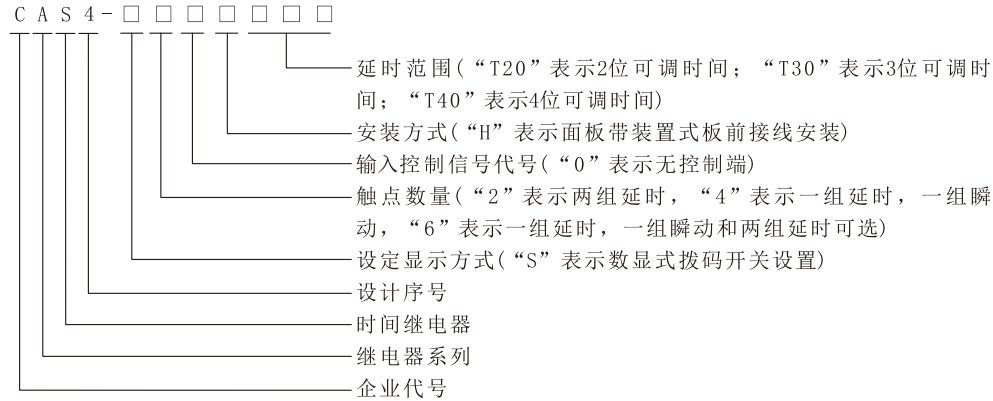 CAS4-□□□□□□□
延时范围(“T20”表示2位可调时间；“T30”表示3位可调时
间；“T40”表示4位可调时间)
安装方式(“H”表示面板带装置式板前接线安装)
输入控制信号代号(“0”表示无控制端)
触点数量(“2”表示两组延时，“4”表示一组延时，一组瞬
动，“6”表示一组延时，一组瞬动和两组延时可选)
设定显示方式(“S”表示数显式拨码开关设置)
设计序号
时间继电器
继电器系列
企业代号